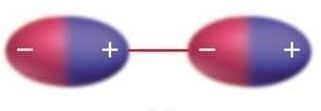 − + − +